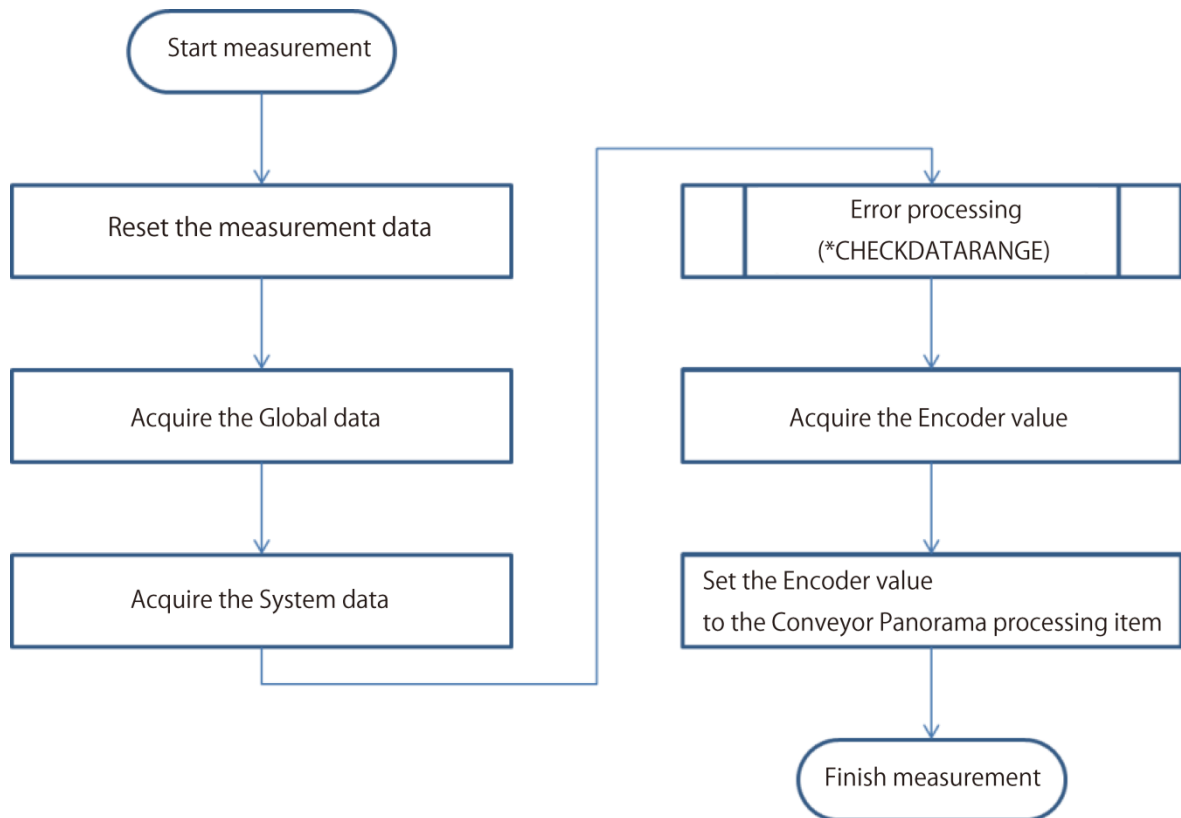 Start measurement
Reset the measurement data
Acquire the Global data
Acquire the System data
Error processing
(*CHECKDATARANGE)
Acquire the Encoder value
Set the Encoder value
to the Conveyor Panorama processing item
Finish measurement